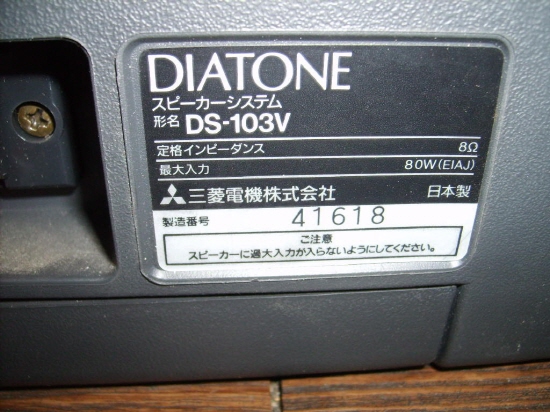 DIATONE
スピーカーシステム
形名 DS-103V
定格インピーダンス 8Ω
最大入力 80W(EIAJ)
三菱電機株式会社 日本製
製造番号 41618
ご注意
スピーカーに過大入力が入らないようにしてください。